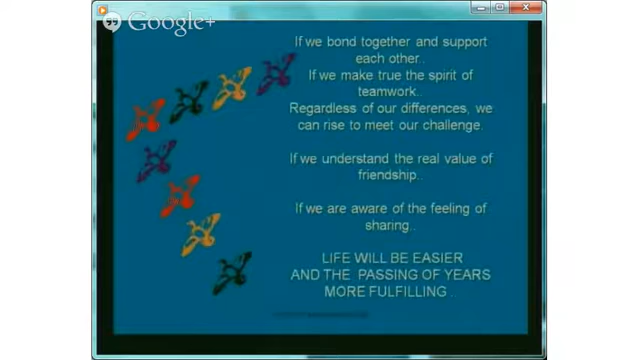 Google+
If we bond together and support
each other..
If we make true the spirit of
teamwork..
Regardless of our differences, we
can rise to meet our challenge.
If we understand the real value of
friendship..
If we are aware of the feeling of
sharing..
LIFE WILL BE EASIER
AND THE PASSING OF YEARS
MORE FULFILLING ..